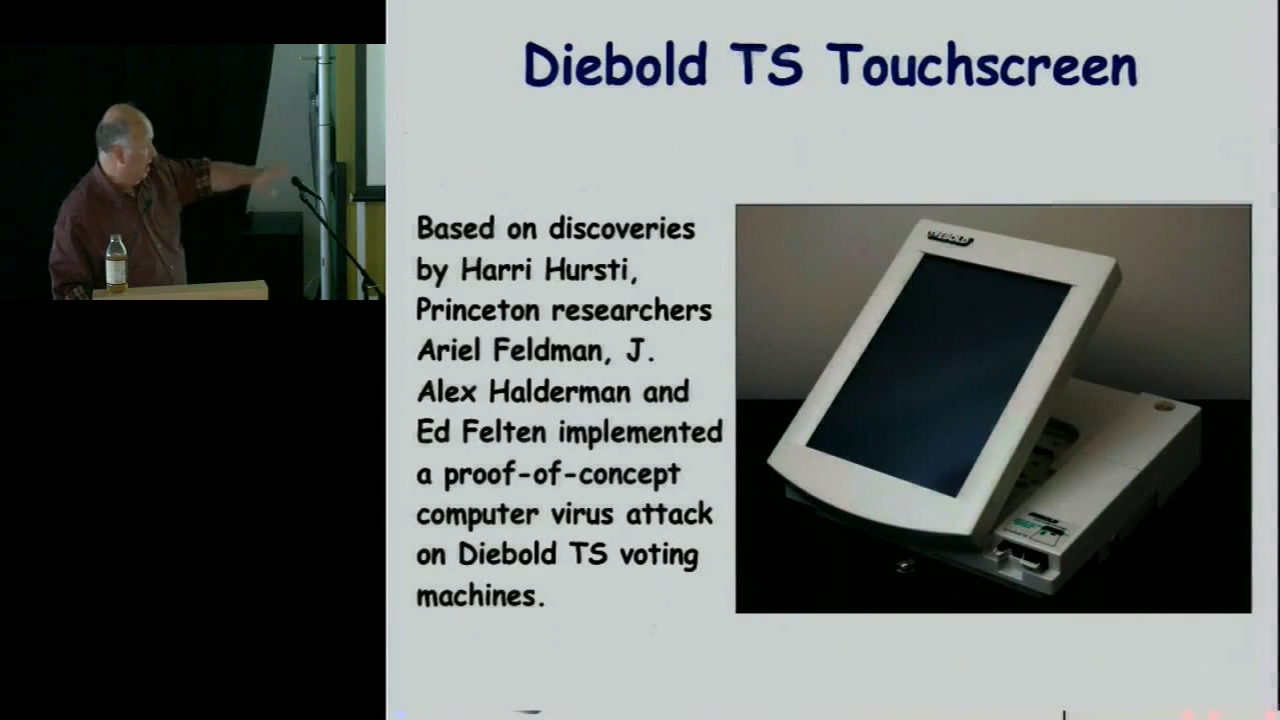 Diebold TS Touchscreen
Based on discoveries
by Harri Hursti,
Princeton researchers
Ariel Feldman, J.
Alex Halderman and
Ed Felten implemented
a proof-of-concept
computer virus attack
on Diebold TS voting
machines.
DIEBOLD